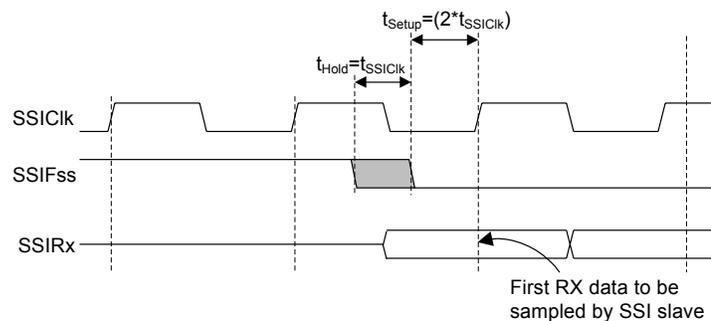 tSetup=(2*tSSIClk)
tHold=tSSIClk
SSIClk
SSIFss
SSIRx
First RX data to be
sampled by SSI slave